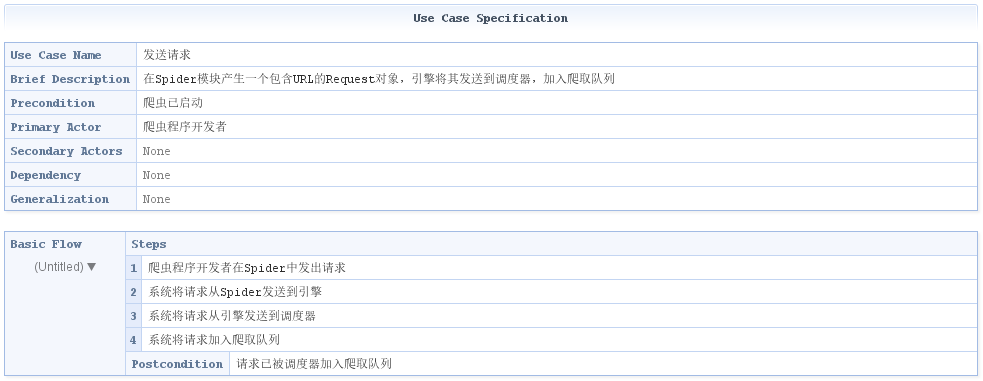 Use Case Specification
Use Case Name 发送请求
Brief Description 在Spider模块产生一个包含URL的Request对象，引擎将其发送到调度器，加入爬取队列
Precondition 爬虫已启动
Primary Actor 爬虫程序开发者
Secondary Actors None
Dependency None
Generalization None
Basic Flow Steps
(Untitled) ▼
1 爬虫程序开发者在Spider中发出请求
2 系统将请求从Spider发送到引擎
3 系统将请求从引擎发送到调度器
4 系统将请求加入爬取队列
Postcondition 请求已被调度器加入爬取队列